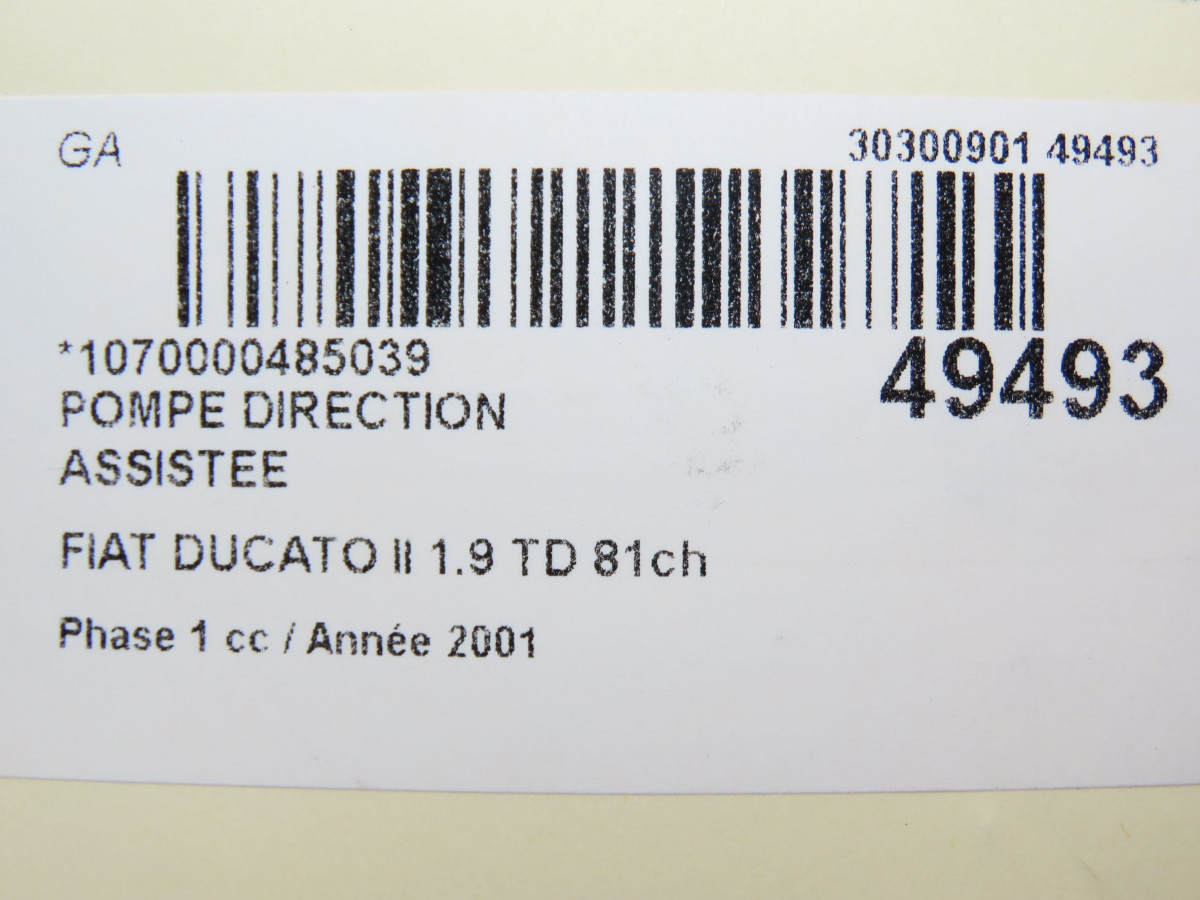 GA
30300901 49493
*1070000485039
49493
POMPE DIRECTION
ASSISTEE
FIAT DUCATO II 1.9 TD 81ch
Phase 1 cc / Année 2001